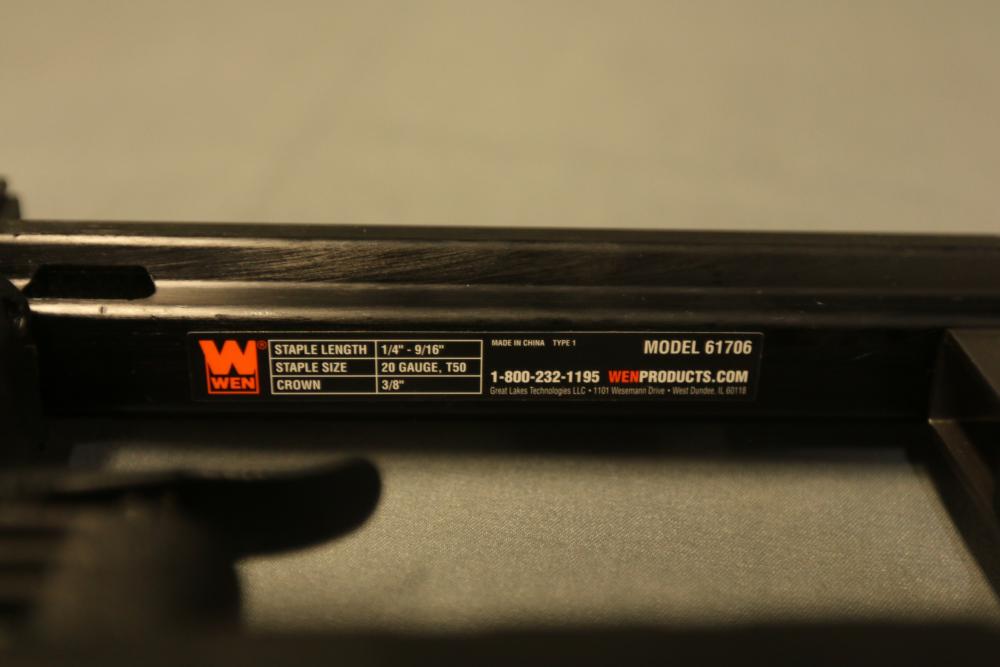 W®
WEN
STAPLE LENGTH 1/4" - 9/16"
STAPLE SIZE 20 GAUGE, T50
CROWN 3/8"
MADE IN CHINA TYPE 1
MODEL 61706
1-800-232-1195 WENPRODUCTS.COM
Great Lakes Technologies LLC • 1101 Wesemann Drive • West Dundee, IL 60118